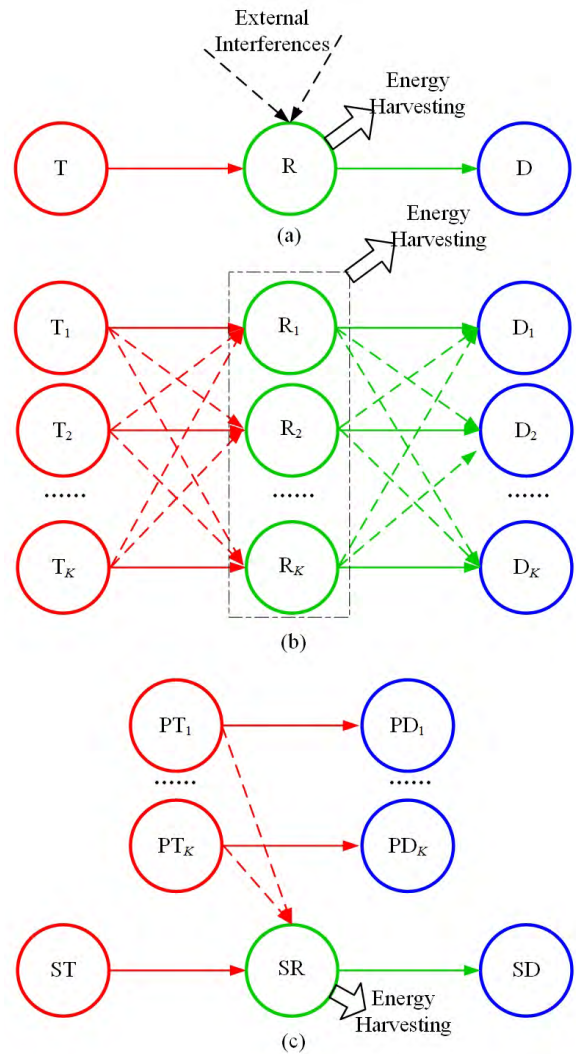 External
Interferences
Energy
Harvesting
T
R
D
(a)
Energy
Harvesting
T1
R1
D1
T2
R2
D2
...... ...... ......
TK
RK
DK
(b)
PT1
PD1
...... ......
PTK
PDK
ST
SR
SD
Energy
Harvesting
(c)